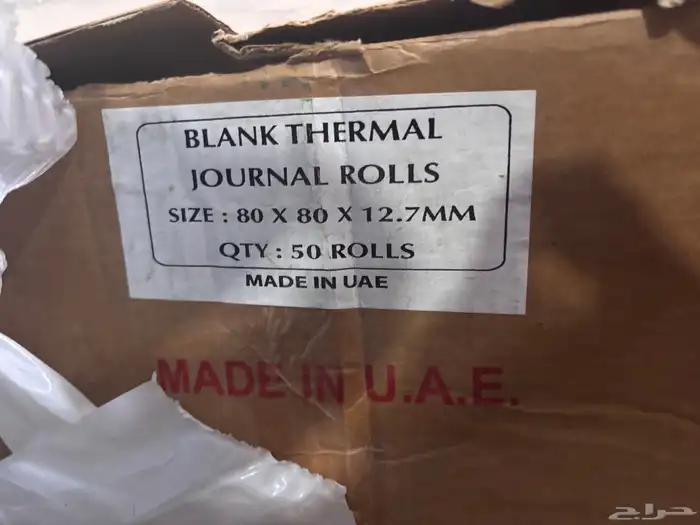 BLANK THERMAL
JOURNAL ROLLS
SIZE : 80 X 80 X 12.7MM
QTY : 50 ROLLS
MADE IN UAE
MADE IN U.A.E.
حراج